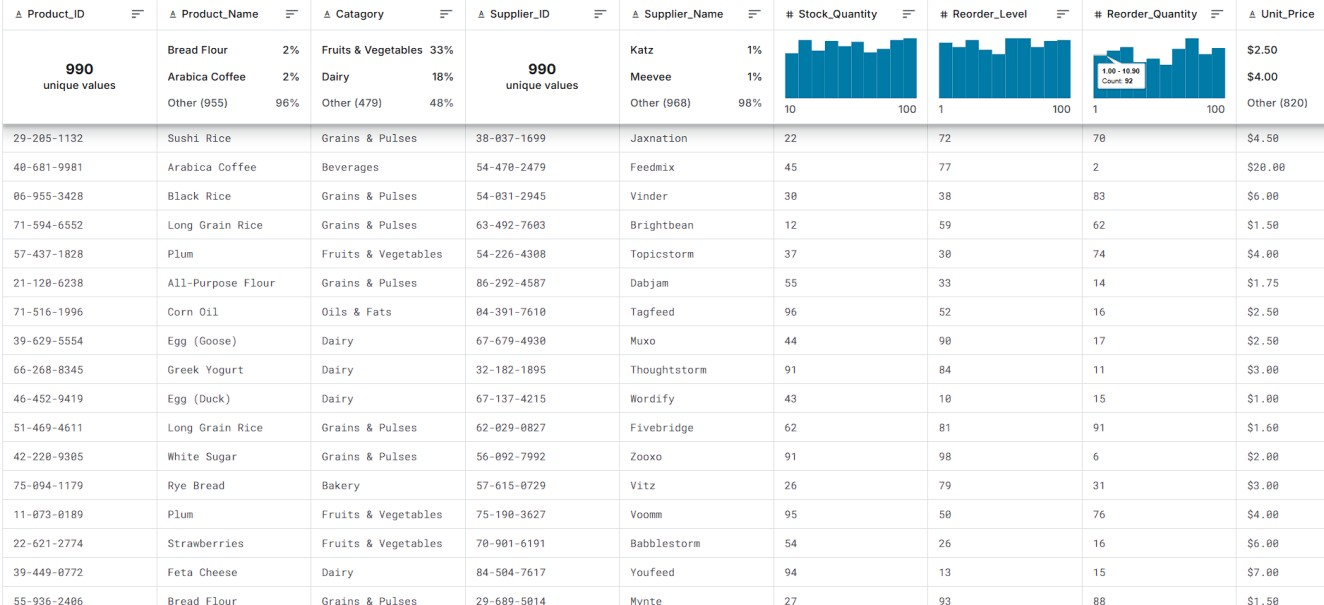 Product_ID Product_Name Catagory Supplier_ID Supplier_Name # Stock_Quantity # Reorder_Level # Reorder_Quantity Unit_Price
990 unique values Bread Flour 2% Arabica Coffee 2% Other (955) 96% Fruits & Vegetables 33% Dairy 18% Other (479) 48% 990 unique values Katz 1% Meevee 1% Other (968) 98% 10 100 1 100 1.00 - 10.90 Count: 92 1 100 $2.50 $4.00 Other (820)
29-205-1132 Sushi Rice Grains & Pulses 38-037-1699 Jaxnation 22 72 70 $4.50
40-681-9981 Arabica Coffee Beverages 54-470-2479 Feedmix 45 77 2 $20.00
06-955-3428 Black Rice Grains & Pulses 54-031-2945 Vinder 30 38 83 $6.00
71-594-6552 Long Grain Rice Grains & Pulses 63-492-7603 Brightbean 12 59 62 $1.50
57-437-1828 Plum Fruits & Vegetables 54-226-4308 Topicstorm 37 30 74 $4.00
21-120-6238 All-Purpose Flour Grains & Pulses 86-292-4587 Dabjam 55 33 14 $1.75
71-516-1996 Corn Oil Oils & Fats 04-391-7610 Tagfeed 96 52 16 $2.50
39-629-5554 Egg (Goose) Dairy 67-679-4930 Muxo 44 90 17 $2.50
66-268-8345 Greek Yogurt Dairy 32-182-1895 Thoughtstorm 91 84 11 $3.00
46-452-9419 Egg (Duck) Dairy 67-137-4215 Wordify 43 10 15 $1.00
51-469-4611 Long Grain Rice Grains & Pulses 62-029-0827 Fivebridge 62 81 91 $1.60
42-220-9305 White Sugar Grains & Pulses 56-092-7992 Zooxo 91 98 6 $2.00
75-094-1179 Rye Bread Bakery 57-615-0729 Vitz 26 79 31 $3.00
11-073-0189 Plum Fruits & Vegetables 75-190-3627 Voomm 95 50 76 $4.00
22-621-2774 Strawberries Fruits & Vegetables 70-901-6191 Babblestorm 54 26 16 $6.00
39-449-0772 Feta Cheese Dairy 84-504-7617 Youfeed 94 13 15 $7.00
55-936-2406 Bread Flour Grains & Pulses 29-689-5014 Mynte 27 93 88 $1.50